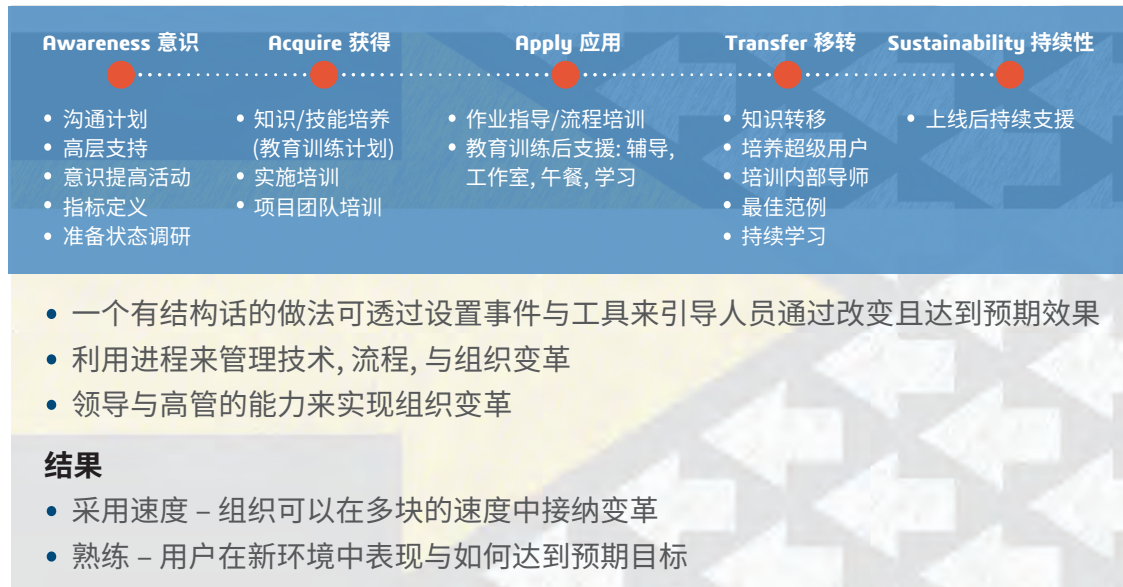 Awareness 意识
Acquire 获得
Apply 应用
Transfer 移转
Sustainability 持续性
• 沟通计划
• 高层支持
• 意识提高活动
• 指标定义
• 准备状态调研
• 知识/技能培养
(教育训练计划)
• 实施培训
• 项目团队培训
• 作业指导/流程培训
• 教育训练后支援: 辅导,
工作室, 午餐, 学习
• 知识转移
• 培养超级用户
• 培训内部导师
• 最佳范例
• 持续学习
• 上线后持续支援
• 一个有结构话的做法可透过设置事件与工具来引导人员通过改变且达到预期效果
• 利用进程来管理技术, 流程, 与组织变革
• 领导与高管的能力来实现组织变革
结果
• 采用速度 – 组织可以在多块的速度中接纳变革
• 熟练 – 用户在新环境中表现与如何达到预期目标